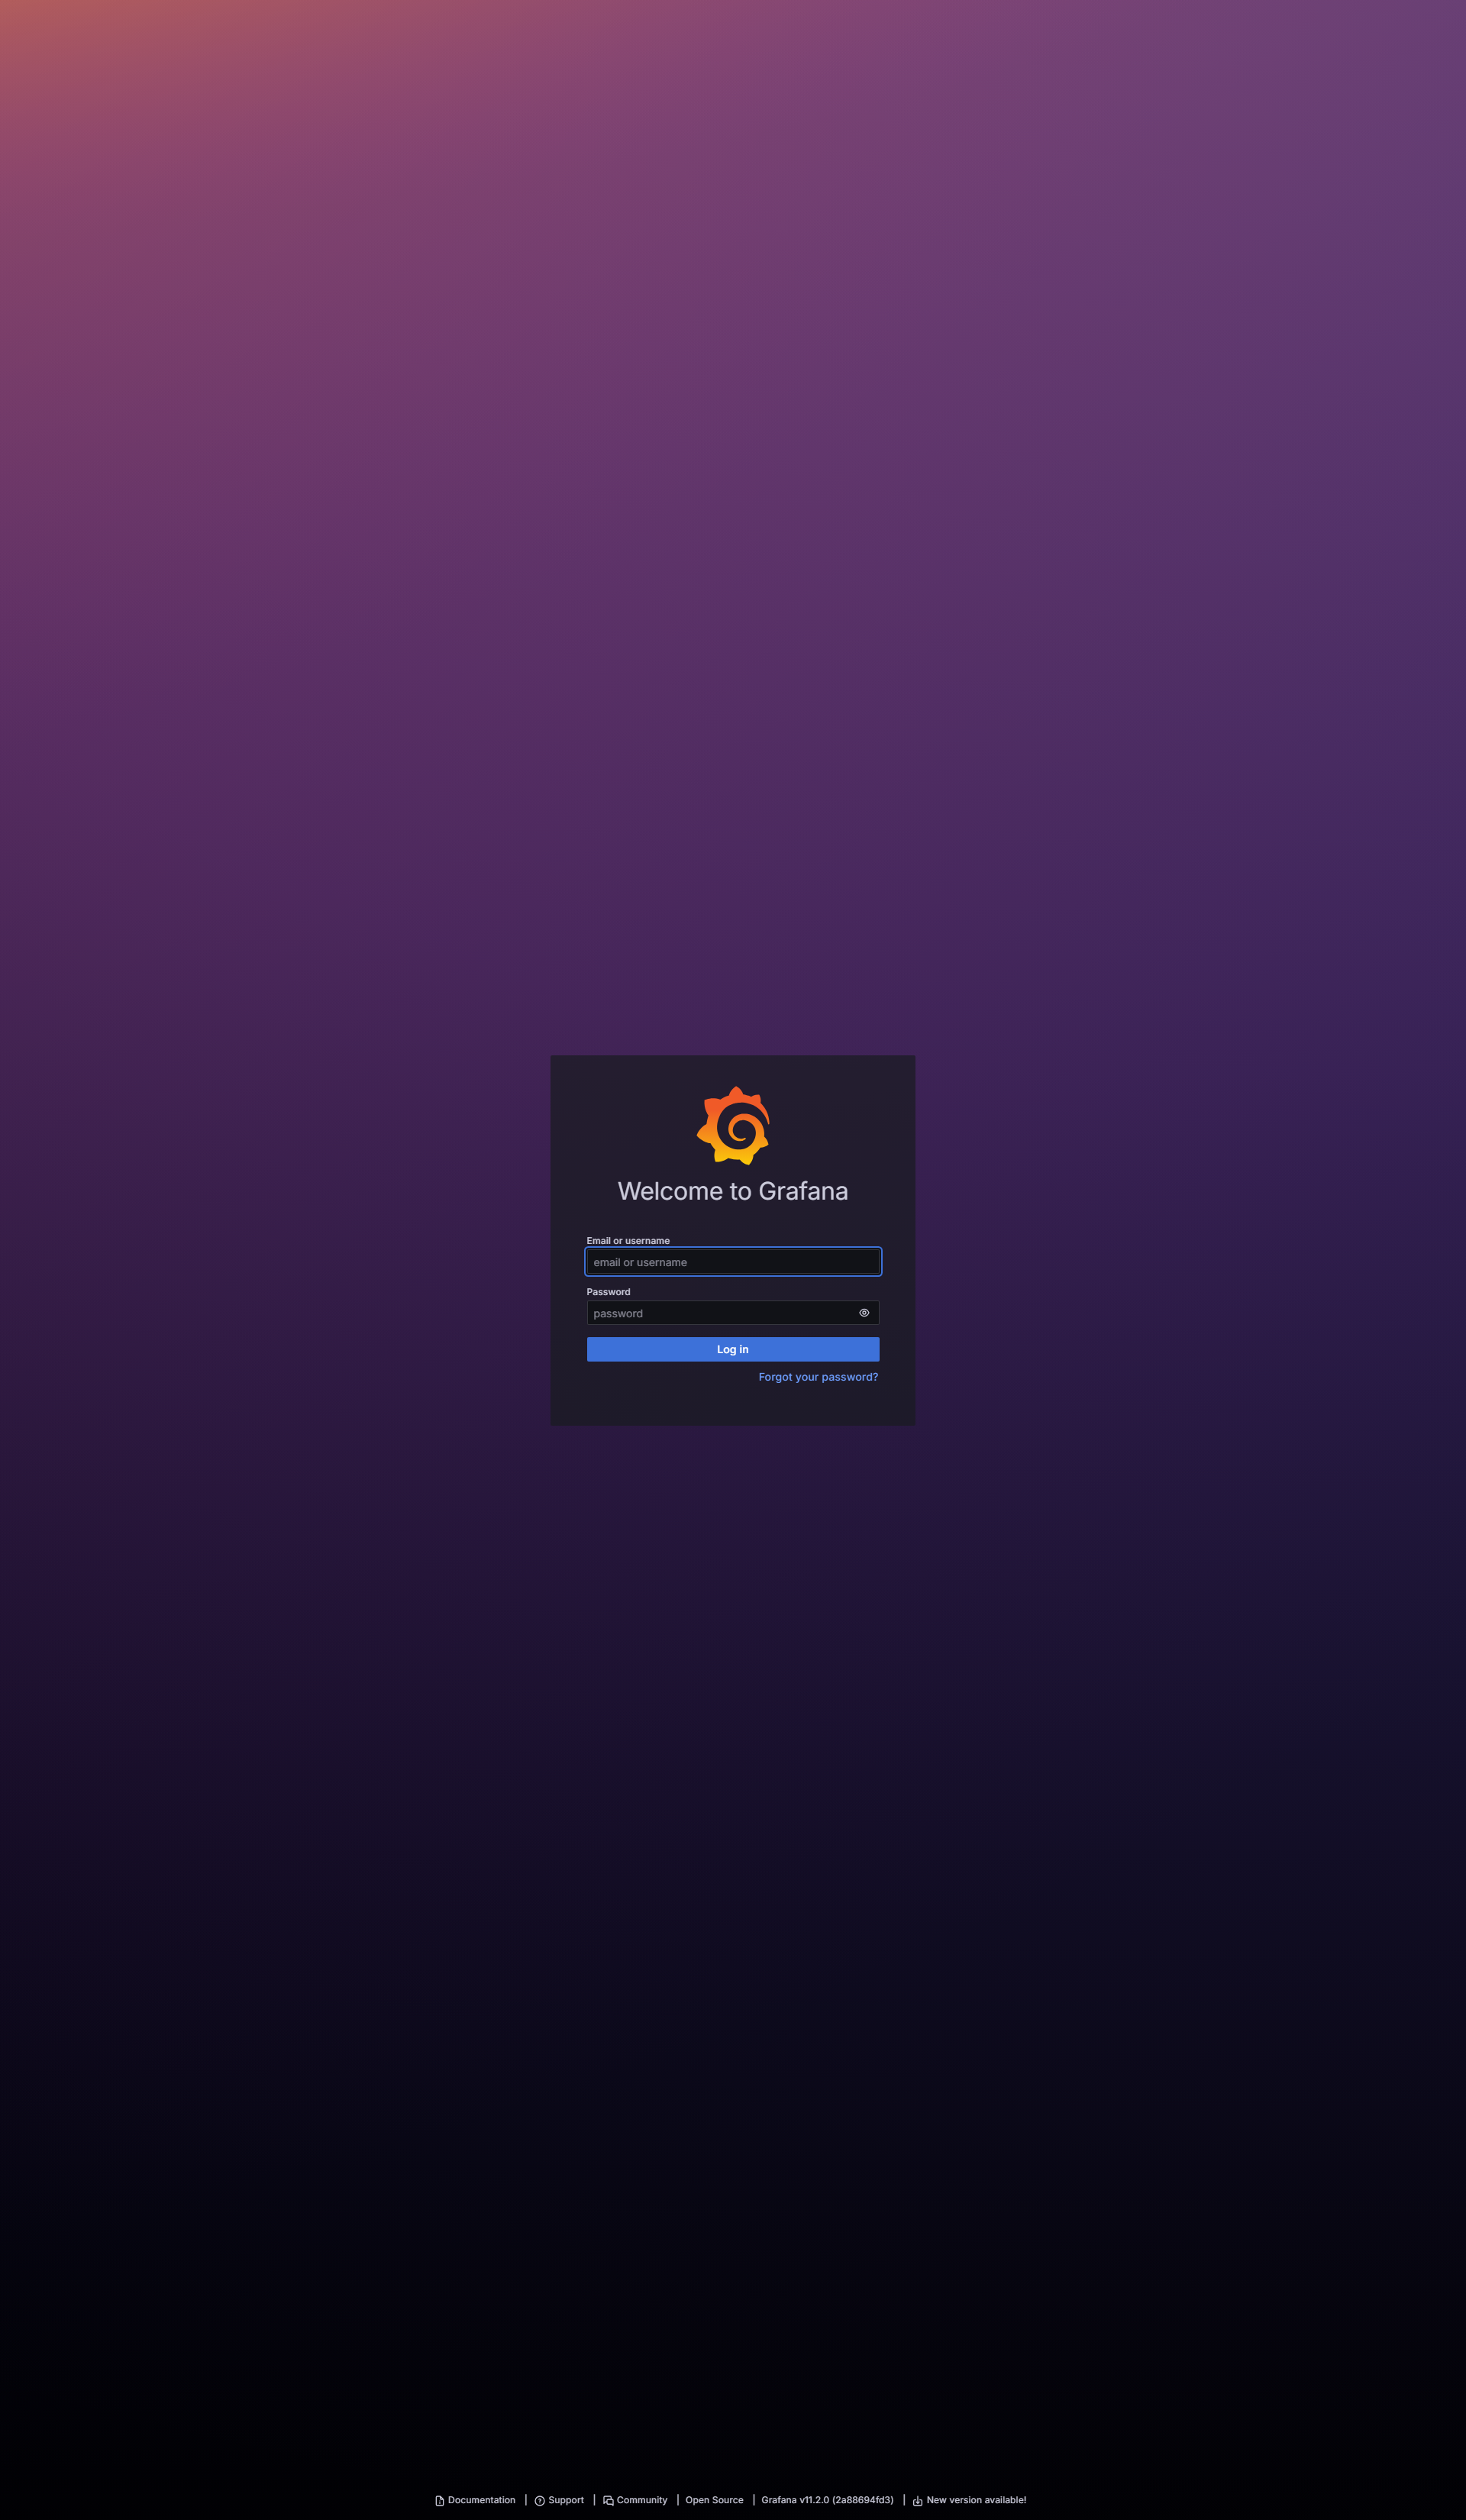 Welcome to Grafana
Email or username
email or username
Password
password
Log in
Forgot your password?
Documentation | Support | Community | Open Source | Grafana v11.2.0 (2a88694fd3) | New version available!